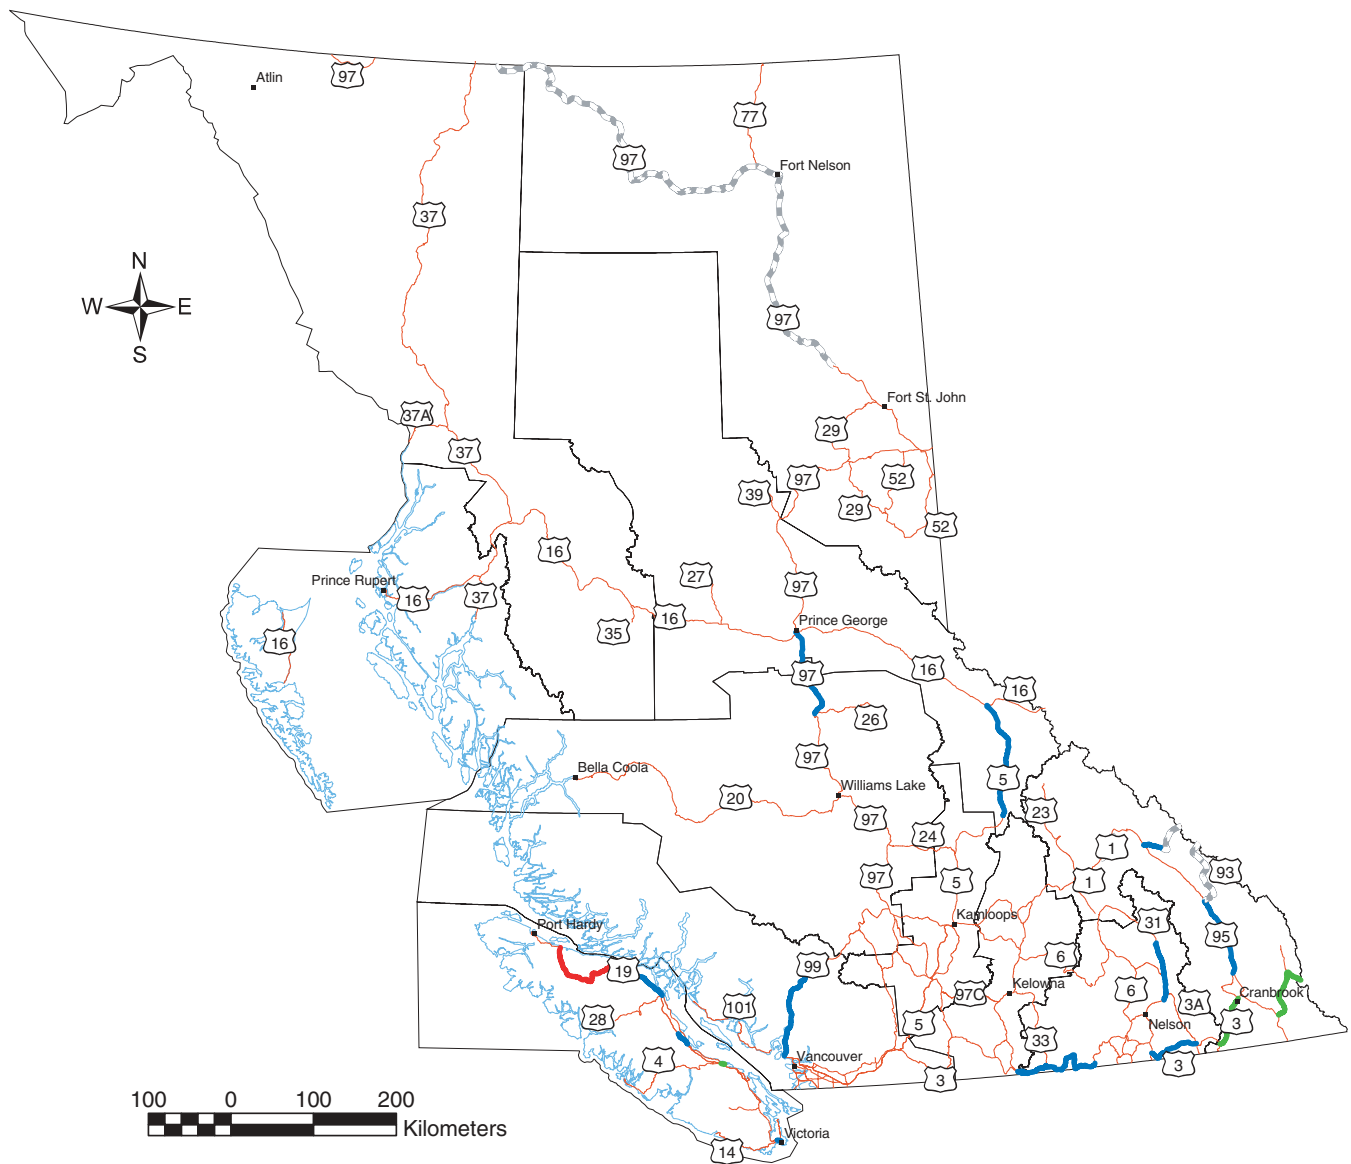 Atlin
97
77
97
Fort Nelson
37
N
W
E
S
97
Fort St. John
37A
29
37
97
52
39
29
52
16
27
97
Prince Rupert
16
37
16
35
Prince George
16
97
16
16
26
97
Bella Coola
5
Williams Lake
20
23
97
24
1
93
97
5
1
Kamloops
31
Port Hardy
95
6
99
19
Kelowna
6
97C
Cranbrook
3A
101
28
5
Nelson
3
33
Vancouver
4
3
3
100
0
100
200
Kilometers
Victoria
14